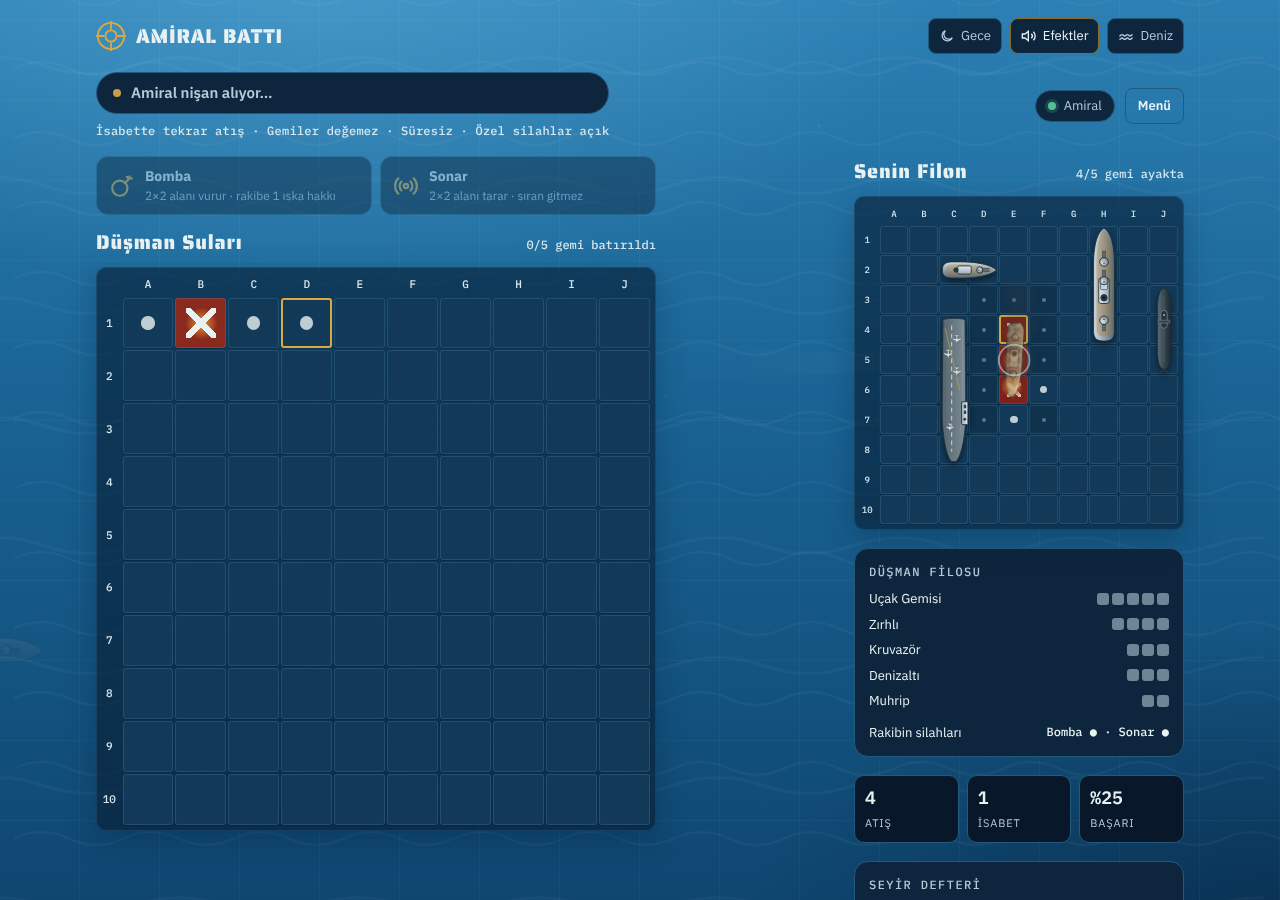 AMİRAL BATTI
Gece
Efektler
Deniz
Amiral nişan alıyor...
Amiral
Menü
İsabette tekrar atış · Gemiler değemez · Süresiz · Özel silahlar açık
Bomba
2×2 alanı vurur · rakibe 1 ıska hakkı
Sonar
2×2 alanı tarar · sıran gitmez
Düşman Suları
0/5 gemi batırıldı
A B C D E F G H I J
1
2
3
4
5
6
7
8
9
10
Senin Filon
4/5 gemi ayakta
A B C D E F G H I J
1
2
3
4
5
6
7
8
9
10
DÜŞMAN FİLOSU
Uçak Gemisi
Zırhlı
Kruvazör
Denizaltı
Muhrip
Rakibin silahları
Bomba ● · Sonar ●
4
ATIŞ
1
İSABET
%25
BAŞARI
SEYİR DEFTERİ